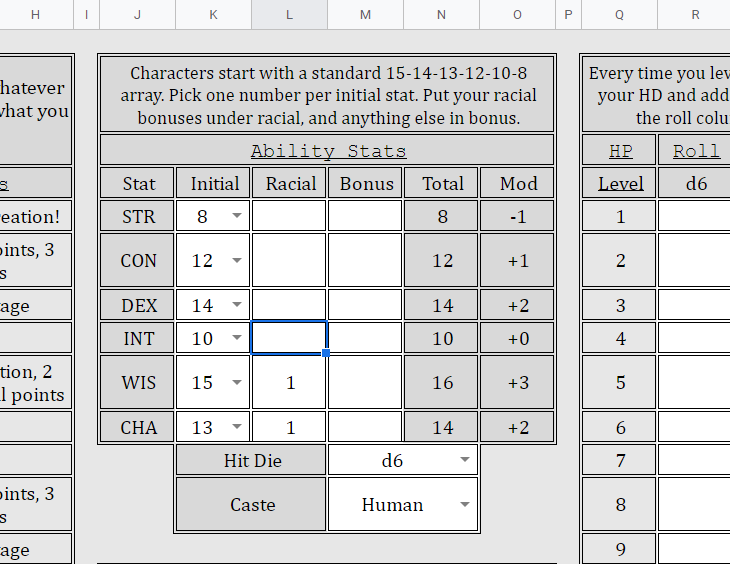 H I J K L M N O P Q R
hatever
what you
s
eation!
oints, 3
s
age
tion, 2
l points
oints, 3
s
age
Characters start with a standard 15-14-13-12-10-8
array. Pick one number per initial stat. Put your racial
bonuses under racial, and anything else in bonus.
Ability Stats
Stat Initial Racial Bonus Total Mod
STR 8 8 -1
CON 12 12 +1
DEX 14 14 +2
INT 10 10 +0
WIS 15 1 16 +3
CHA 13 1 14 +2
Hit Die d6
Caste Human
Every time you lev
your HD and add
the roll colu
HP Roll
Level d6
1
2
3
4
5
6
7
8
9